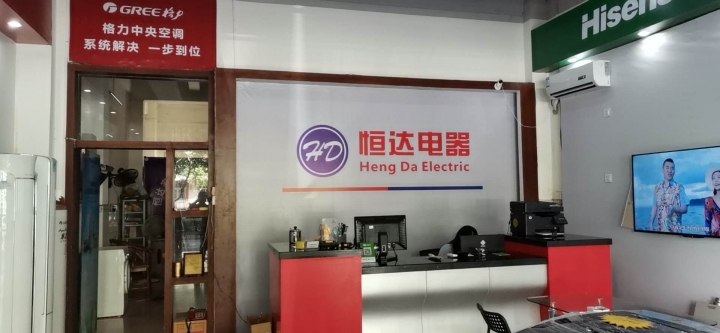 GREE格力
格力中央空调
系统解决 一步到位
Hisens
HD
恒达电器
Heng Da Electric